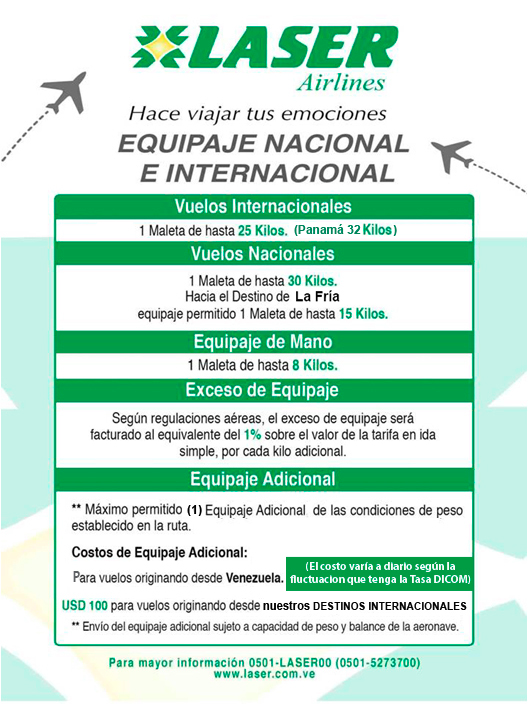 LASER
Airlines
Hace viajar tus emociones
EQUIPAJE NACIONAL
E INTERNACIONAL
Vuelos Internacionales
1 Maleta de hasta 25 Kilos. (Panamá 32 Kilos)
Vuelos Nacionales
1 Maleta de hasta 30 Kilos.
Hacia el Destino de La Fría
equipaje permitido 1 Maleta de hasta 15 Kilos.
Equipaje de Mano
1 Maleta de hasta 8 Kilos.
Exceso de Equipaje
Según regulaciones aéreas, el exceso de equipaje será
facturado al equivalente del 1% sobre el valor de la tarifa en ida
simple, por cada kilo adicional.
Equipaje Adicional
** Máximo permitido (1) Equipaje Adicional de las condiciones de peso
establecido en la ruta.
Costos de Equipaje Adicional:
Para vuelos originando desde Venezuela. (El costo varía a diario según la
fluctuacion que tenga la Tasa DICOM)
USD 100 para vuelos originando desde nuestros DESTINOS INTERNACIONALES
** Envío del equipaje adicional sujeto a capacidad de peso y balance de la aeronave.
Para mayor información 0501-LASER00 (0501-5273700)
www.laser.com.ve